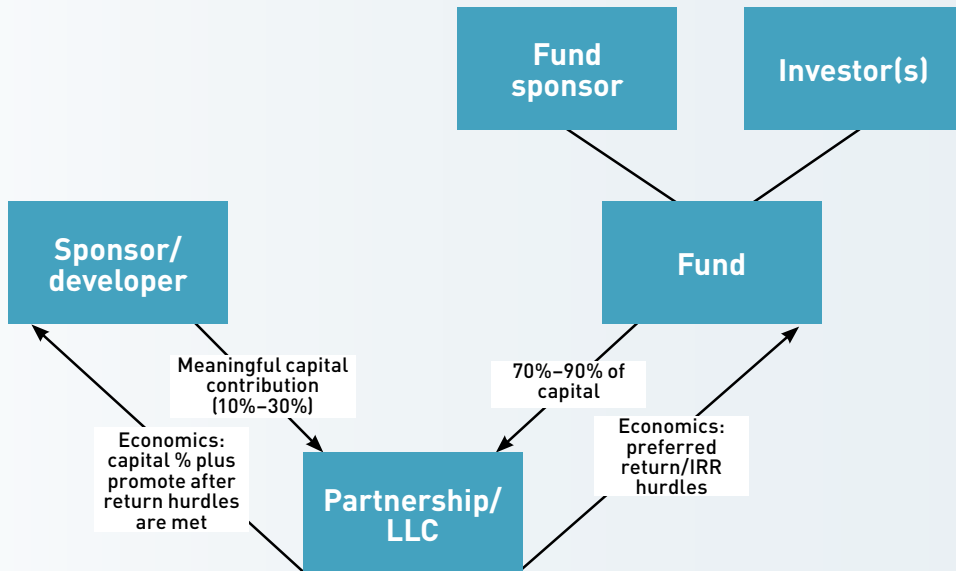 Fund
sponsor
Investor(s)
Sponsor/
developer
Fund
Meaningful capital
contribution
(10%–30%)
70%–90% of
capital
Economics:
capital % plus
promote after
return hurdles
are met
Economics:
preferred
return/IRR
hurdles
Partnership/
LLC